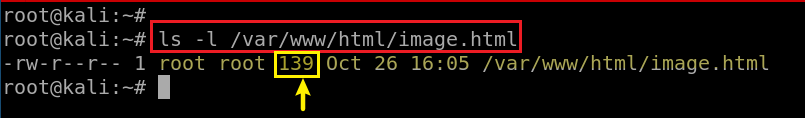 root@kali:~#
root@kali:~# ls -l /var/www/html/image.html
-rw-r--r-- 1 root root 139 Oct 26 16:05 /var/www/html/image.html
root@kali:~#